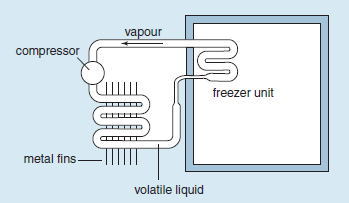 vapour
compressor
freezer unit
metal fins
volatile liquid